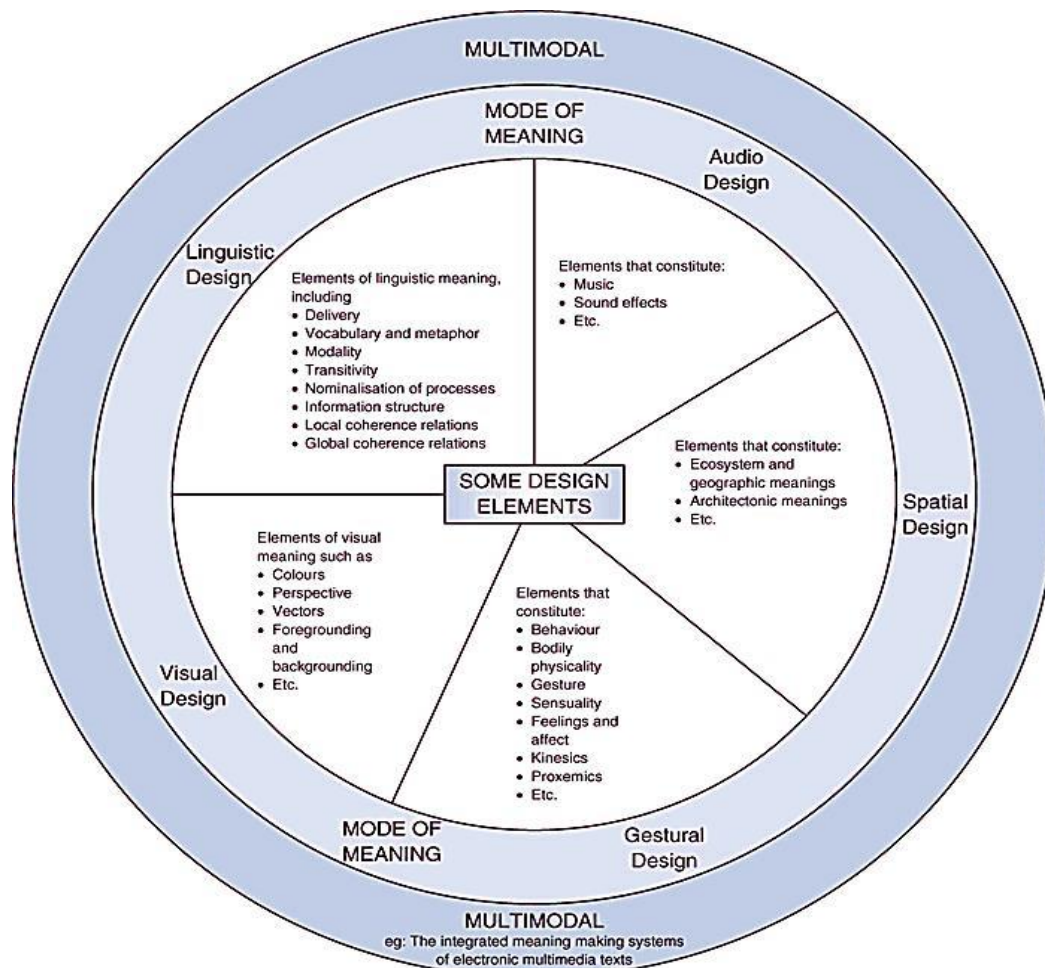 MULTIMODAL
MODE OF
MEANING
Audio
Design
Linguistic
Design
Elements of linguistic meaning,
including
• Delivery
• Vocabulary and metaphor
• Modality
• Transitivity
• Nominalisation of processes
• Information structure
• Local coherence relations
• Global coherence relations
Elements that constitute:
• Music
• Sound effects
• Etc.
Elements that constitute:
• Ecosystem and
geographic meanings
• Architectonic meanings
• Etc.
Spatial
Design
SOME DESIGN
ELEMENTS
Elements of visual
meaning such as
• Colours
• Perspective
• Vectors
• Foregrounding
and
backgrounding
• Etc.
Visual
Design
Elements that
constitute:
• Behaviour
• Bodily
physicality
• Gesture
• Sensuality
• Feelings and
affect
• Kinesics
• Proxemics
• Etc.
Gestural
Design
MODE OF
MEANING
MULTIMODAL
eg: The integrated meaning making systems
of electronic multimedia texts